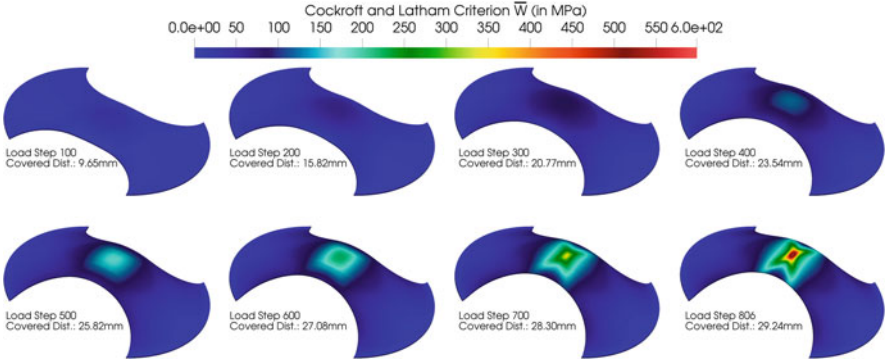 Cockroft and Latham Criterion W̅ (in MPa)
0.0e+00 50 100 150 200 250 300 350 400 450 500 550 6.0e+02
Load Step 100
Covered Dist.: 9.65mm
Load Step 200
Covered Dist.: 15.82mm
Load Step 300
Covered Dist.: 20.77mm
Load Step 400
Covered Dist.: 23.54mm
Load Step 500
Covered Dist.: 25.82mm
Load Step 600
Covered Dist.: 27.08mm
Load Step 700
Covered Dist.: 28.30mm
Load Step 806
Covered Dist.: 29.24mm